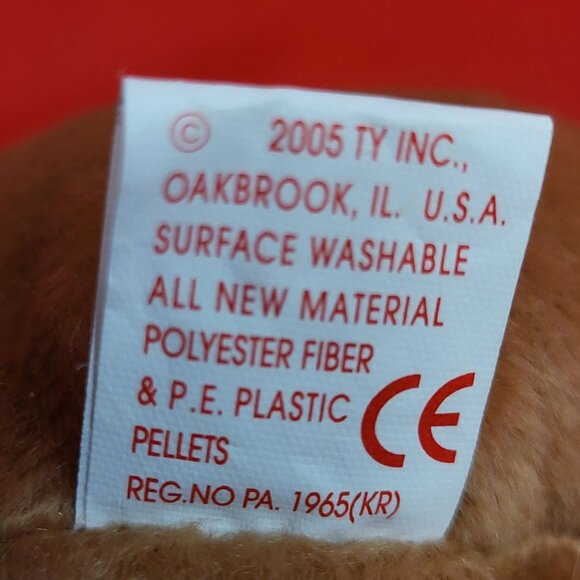 © 2005 TY INC.,
OAKBROOK, IL. U.S.A.
SURFACE WASHABLE
ALL NEW MATERIAL
POLYESTER FIBER
& P.E. PLASTIC
PELLETS
CE
REG.NO PA. 1965(KR)